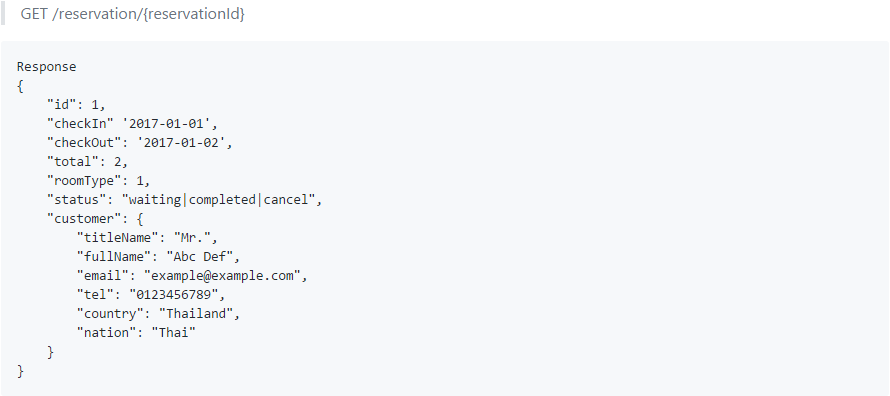 GET /reservation/{reservationId}
Response
{
    "id": 1,
    "checkIn" '2017-01-01',
    "checkOut": '2017-01-02',
    "total": 2,
    "roomType": 1,
    "status": "waiting|completed|cancel",
    "customer": {
        "titleName": "Mr.",
        "fullName": "Abc Def",
        "email": "example@example.com",
        "tel": "0123456789",
        "country": "Thailand",
        "nation": "Thai"
    }
}